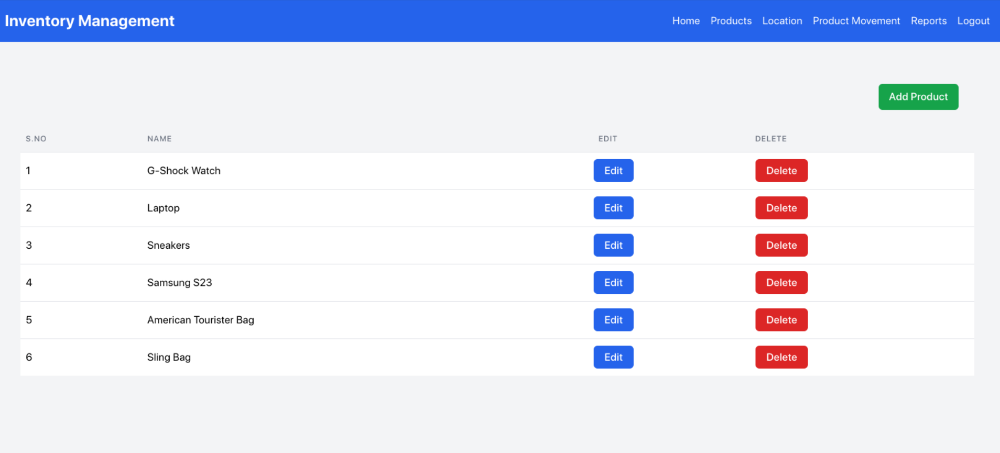 Inventory Management Home Products Location Product Movement Reports Logout
Add Product
S.NO NAME EDIT DELETE
1 G-Shock Watch Edit Delete
2 Laptop Edit Delete
3 Sneakers Edit Delete
4 Samsung S23 Edit Delete
5 American Tourister Bag Edit Delete
6 Sling Bag Edit Delete